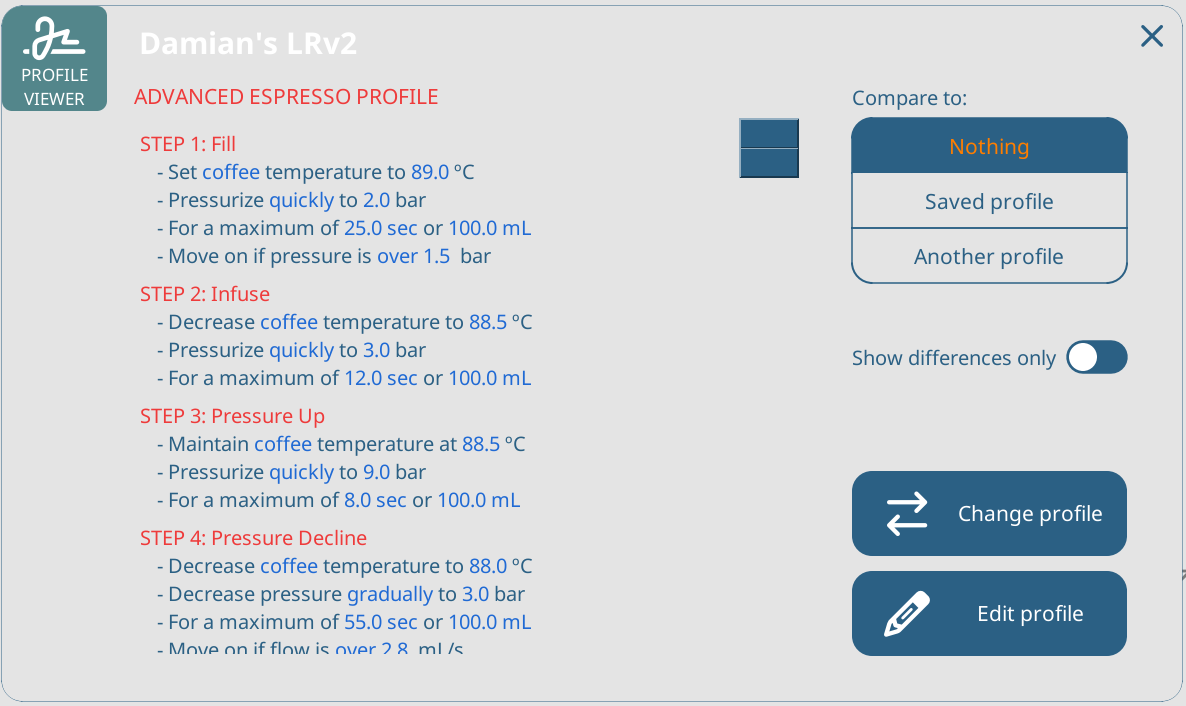 PROFILE
VIEWER
Damian's LRv2
ADVANCED ESPRESSO PROFILE
STEP 1: Fill
- Set coffee temperature to 89.0 ºC
- Pressurize quickly to 2.0 bar
- For a maximum of 25.0 sec or 100.0 mL
- Move on if pressure is over 1.5 bar
STEP 2: Infuse
- Decrease coffee temperature to 88.5 ºC
- Pressurize quickly to 3.0 bar
- For a maximum of 12.0 sec or 100.0 mL
STEP 3: Pressure Up
- Maintain coffee temperature at 88.5 ºC
- Pressurize quickly to 9.0 bar
- For a maximum of 8.0 sec or 100.0 mL
STEP 4: Pressure Decline
- Decrease coffee temperature to 88.0 ºC
- Decrease pressure gradually to 3.0 bar
- For a maximum of 55.0 sec or 100.0 mL
- Move on if flow is over 2.8 mL/s
Compare to:
Nothing
Saved profile
Another profile
Show differences only
Change profile
Edit profile